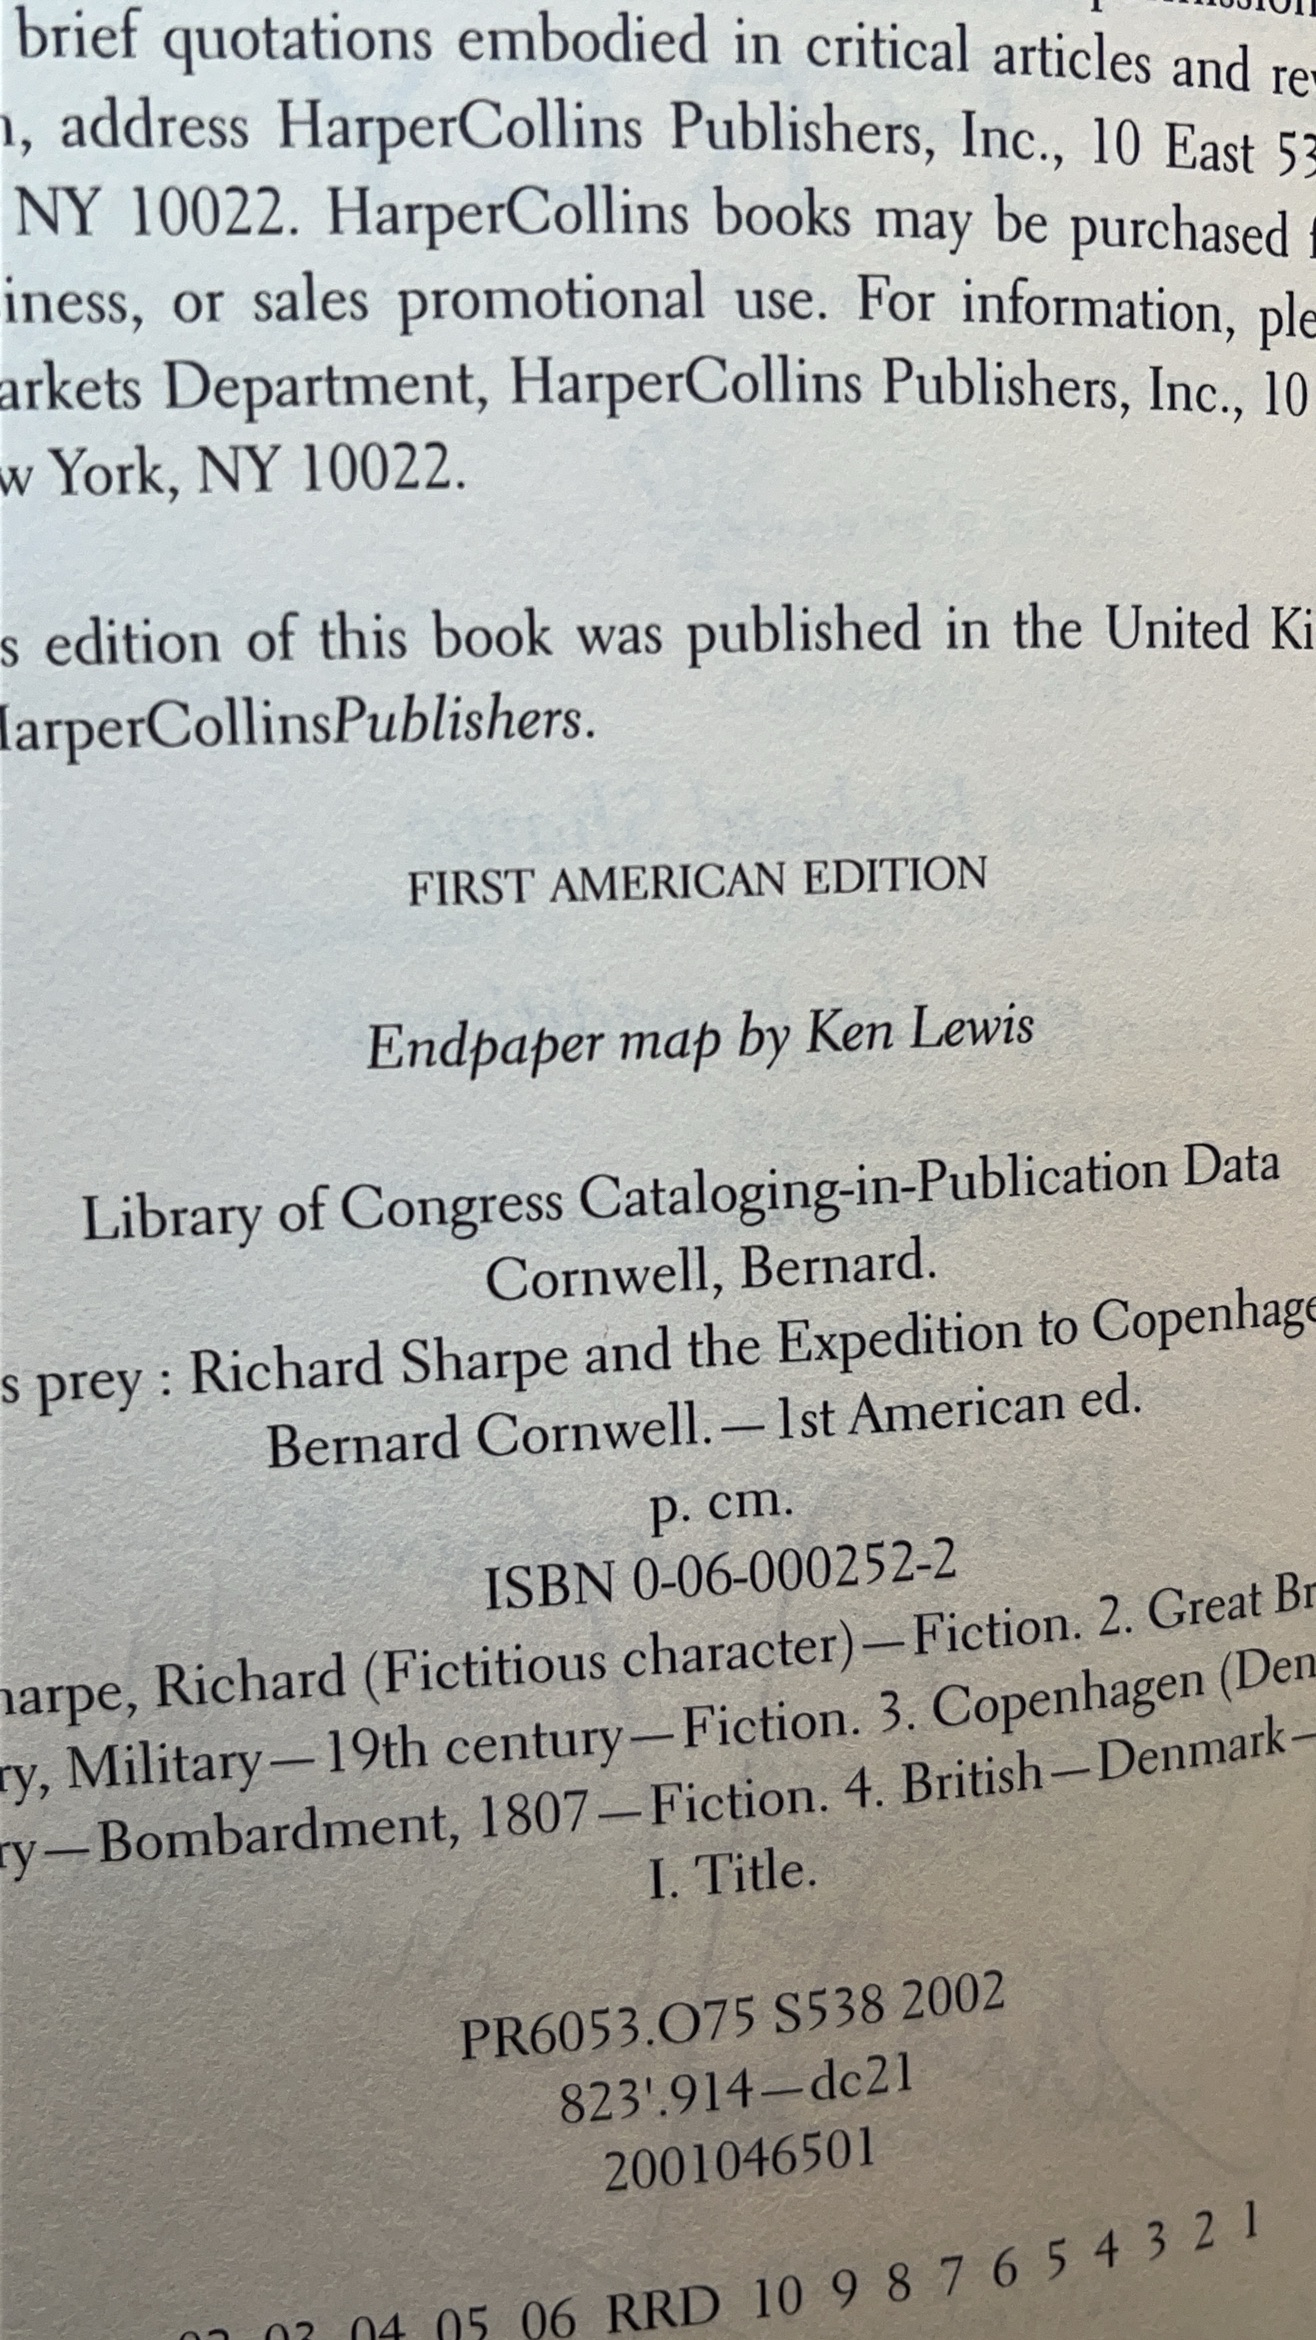 brief quotations embodied in critical articles and
address HarperCollins Publishers, Inc., 10 East 53
NY 10022. HarperCollins books may be purchased
iness, or sales promotional use. For information, ple
arkets Department, HarperCollins Publishers, Inc., 10
w York, NY 10022.
s edition of this book was published in the United Ki
arperCollinsPublishers.
FIRST AMERICAN EDITION
Endpaper map by Ken Lewis
Library of Congress Cataloging-in-Publication Data
Cornwell, Bernard.
s prey : Richard Sharpe and the Expedition to Copenhage
Bernard Cornwell.—1st American ed.
p. cm.
ISBN 0-06-000252-2
arpe, Richard (Fictitious character)—Fiction. 2. Great Br
ry, Military—19th century—Fiction. 3. Copenhagen (Den
ry—Bombardment, 1807—Fiction. 4. British—Denmark—
I. Title.
PR6053.O75 S538 2002
823'.914—dc21
2001046501
02 03 04 05 06 RRD 10 9 8 7 6 5 4 3 2 1